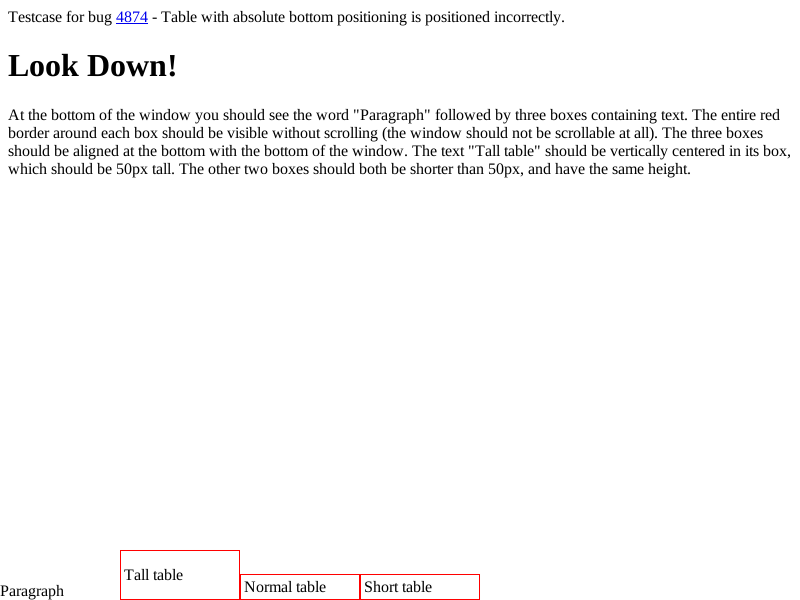 Testcase for bug 4874 - Table with absolute bottom positioning is positioned incorrectly.
Look Down!
At the bottom of the window you should see the word "Paragraph" followed by three boxes containing text. The entire red
border around each box should be visible without scrolling (the window should not be scrollable at all). The three boxes
should be aligned at the bottom with the bottom of the window. The text "Tall table" should be vertically centered in its box,
which should be 50px tall. The other two boxes should both be shorter than 50px, and have the same height.
Tall table
Paragraph
Normal table
Short table